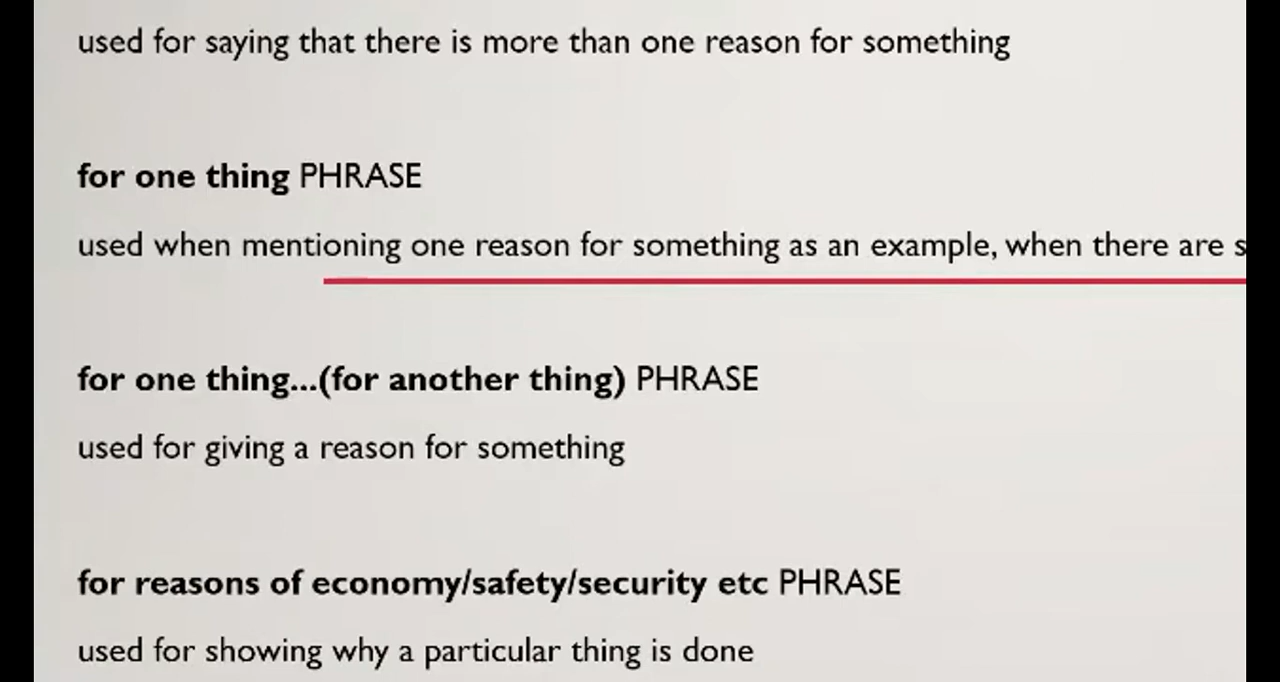 used for saying that there is more than one reason for something
for one thing PHRASE
used when mentioning one reason for something as an example, when there are
for one thing...(for another thing) PHRASE
used for giving a reason for something
for reasons of economy/safety/security etc PHRASE
used for showing why a particular thing is done